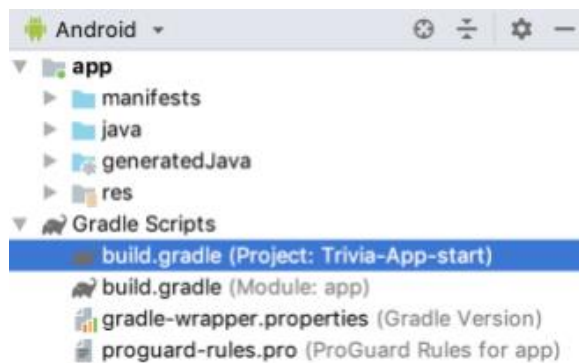 Android
app
manifests
java
generatedJava
res
Gradle Scripts
build.gradle (Project: Trivia-App-start)
build.gradle (Module: app)
gradle-wrapper.properties (Gradle Version)
proguard-rules.pro (ProGuard Rules for app)